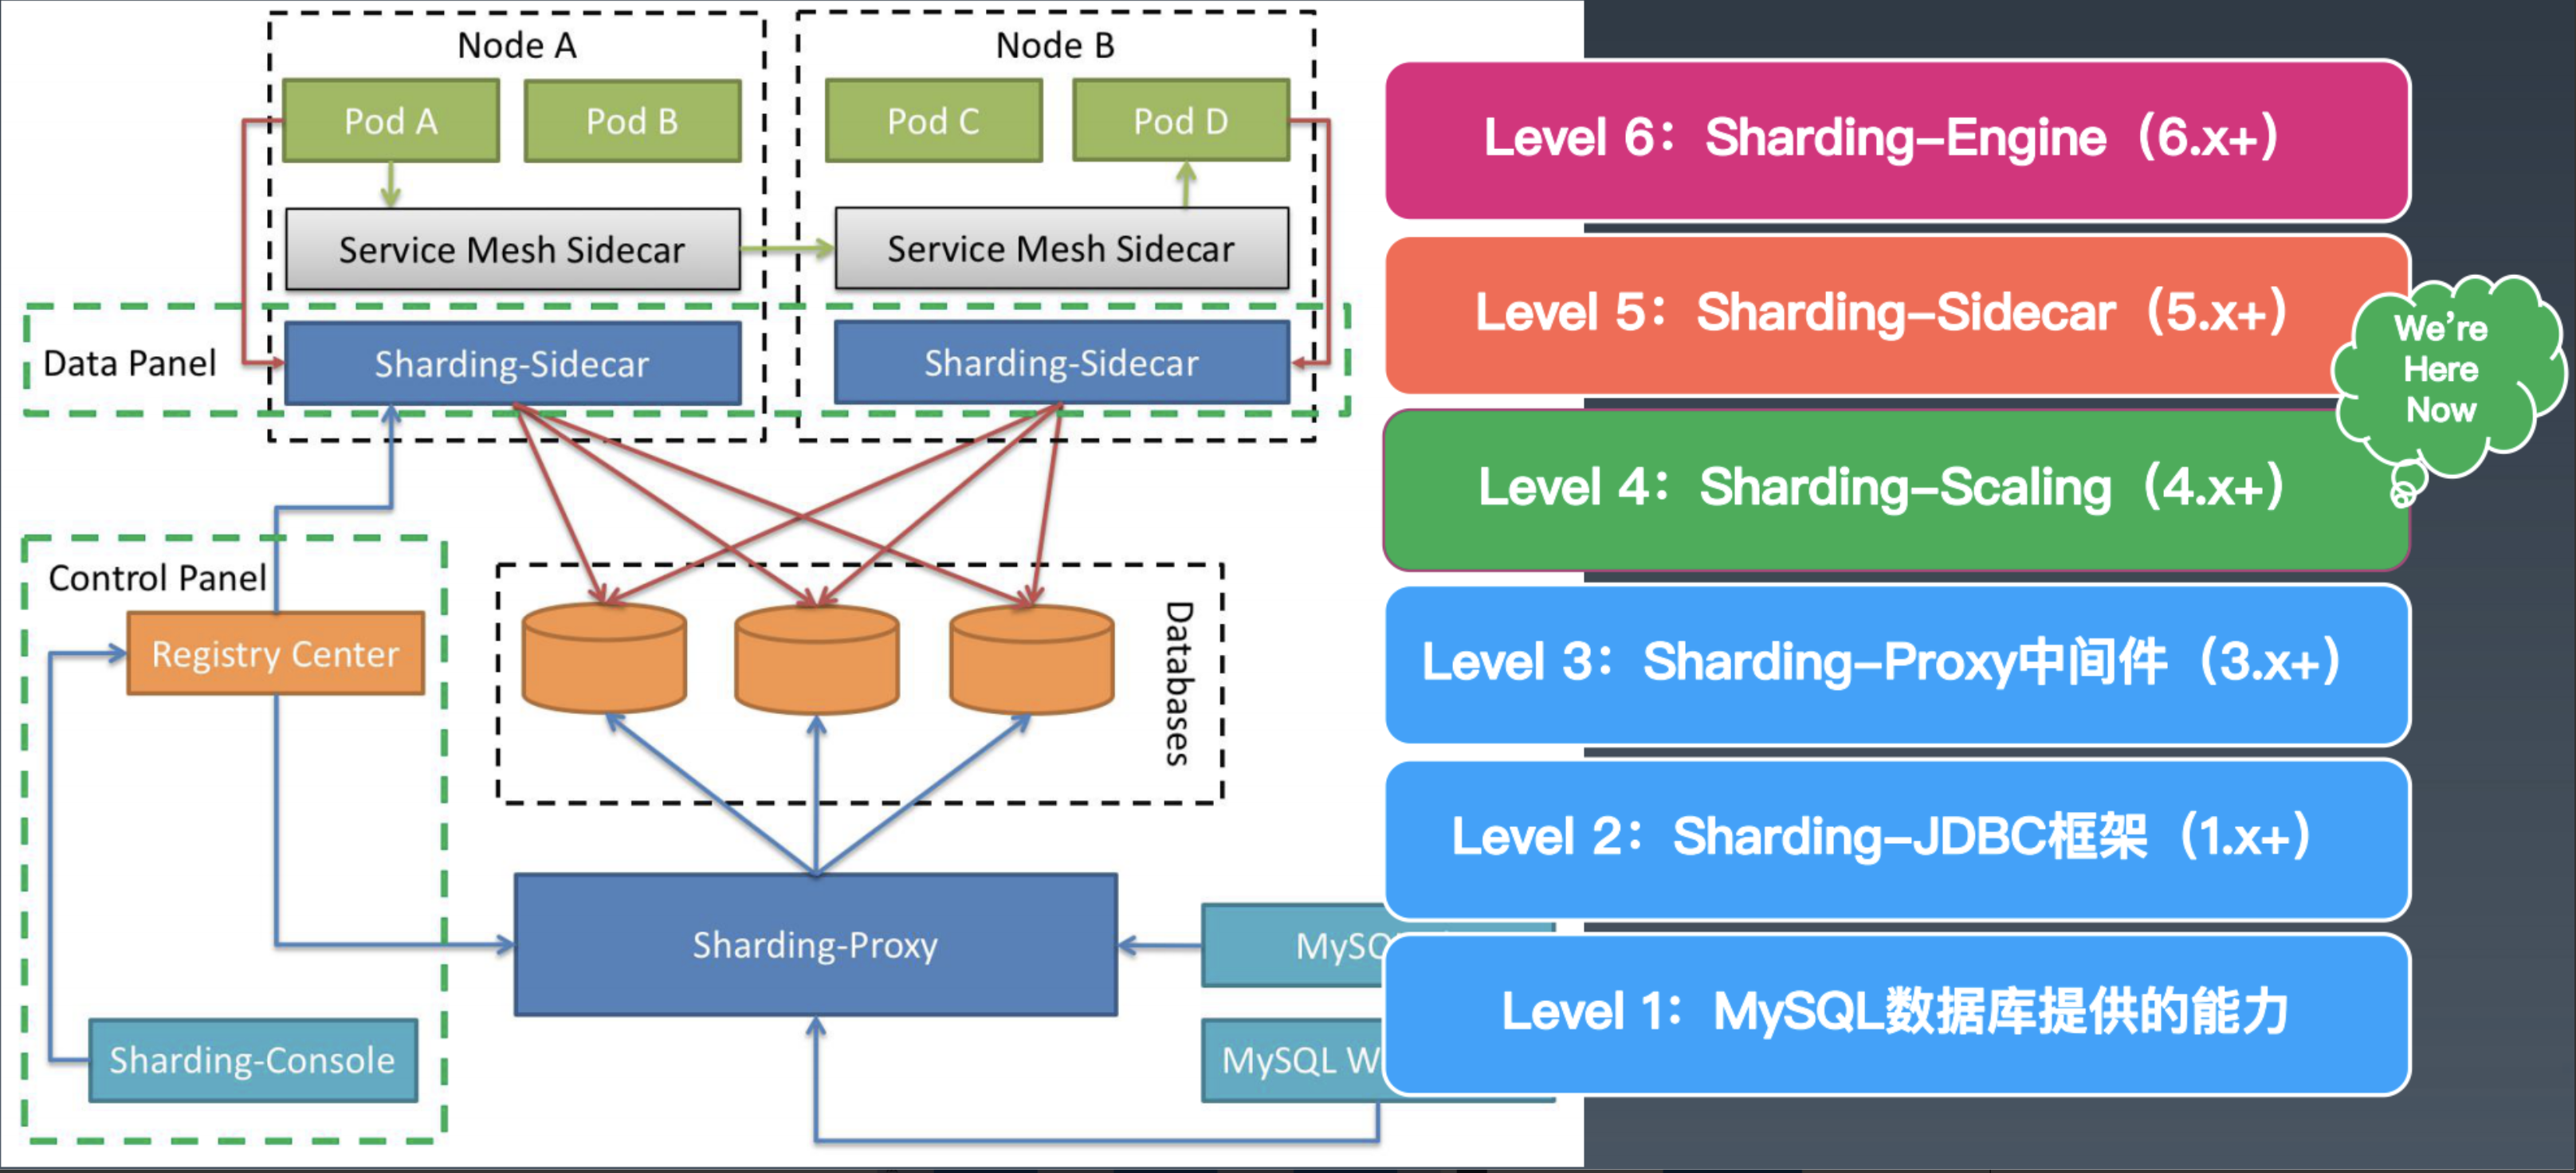 Node A
Node B
Pod A
Pod B
Pod C
Pod D
Service Mesh Sidecar
Service Mesh Sidecar
Data Panel
Sharding-Sidecar
Sharding-Sidecar
Control Panel
Registry Center
Databases
Sharding-Proxy
Sharding-Console
MySQL W
Level 6：Sharding–Engine（6.x+）
Level 5：Sharding–Sidecar（5.x+）
We're
Here
Now
Level 4：Sharding–Scaling（4.x+）
Level 3：Sharding–Proxy中间件（3.x+）
Level 2：Sharding–JDBC框架（1.x+）
Level 1：MySQL数据库提供的能力